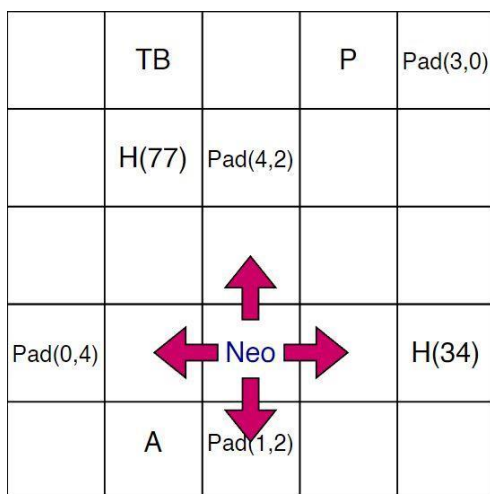 TB P Pad(3,0)
H(77) Pad(4,2)
Pad(0,4) Neo H(34)
A Pad(1,2)